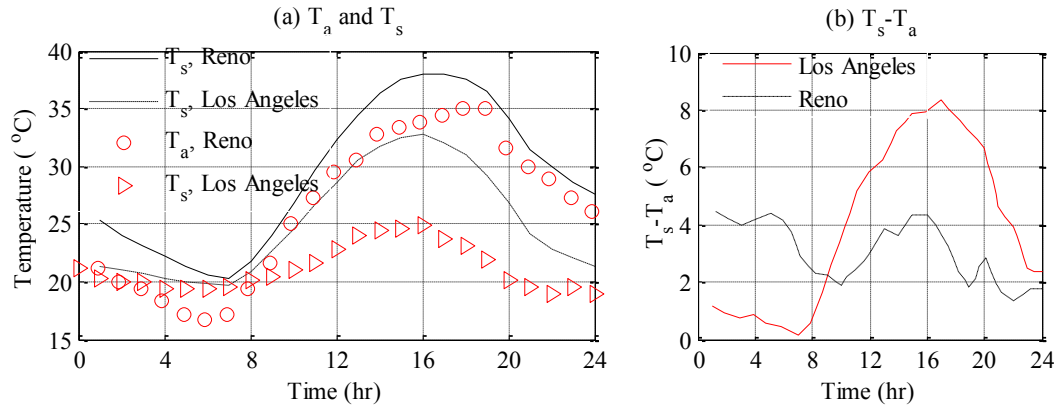 (a) T_a and T_s
40
35
30
25
20
15
0
4
8
12
16
20
24
Temperature ( °C)
Time (hr)
T_s, Reno
T_s, Los Angeles
T_a, Reno
T_s, Los Angeles
(b) T_s-T_a
10
8
6
4
2
0
0
4
8
12
16
20
24
T_s-T_a ( °C)
Time (hr)
Los Angeles
Reno